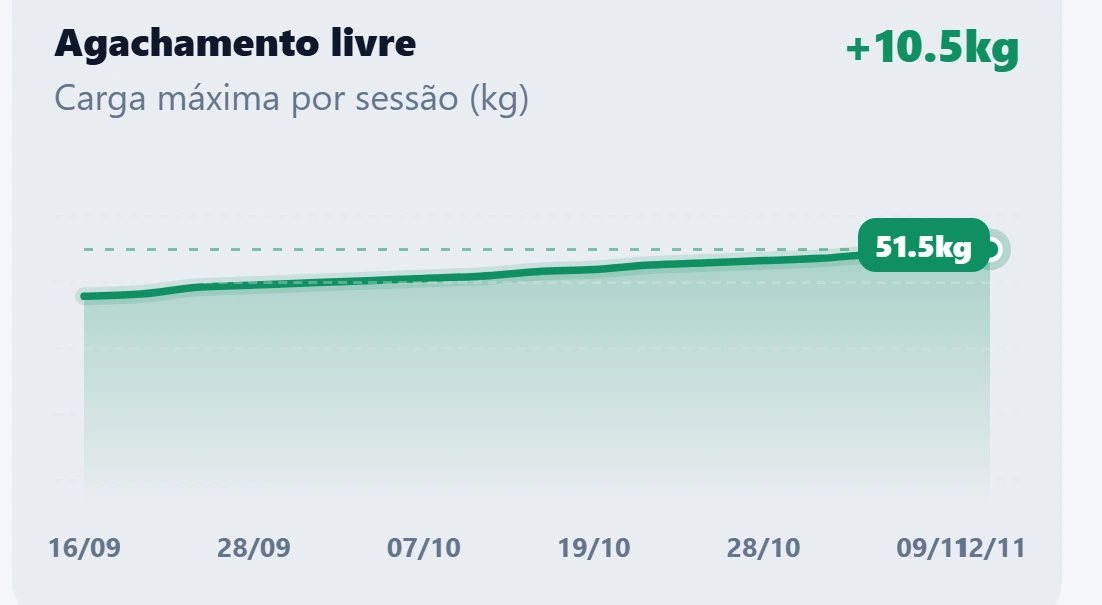 Agachamento livre
+10.5kg
Carga máxima por sessão (kg)
51.5kg
16/09 28/09 07/10 19/10 28/10 09/11 12/11